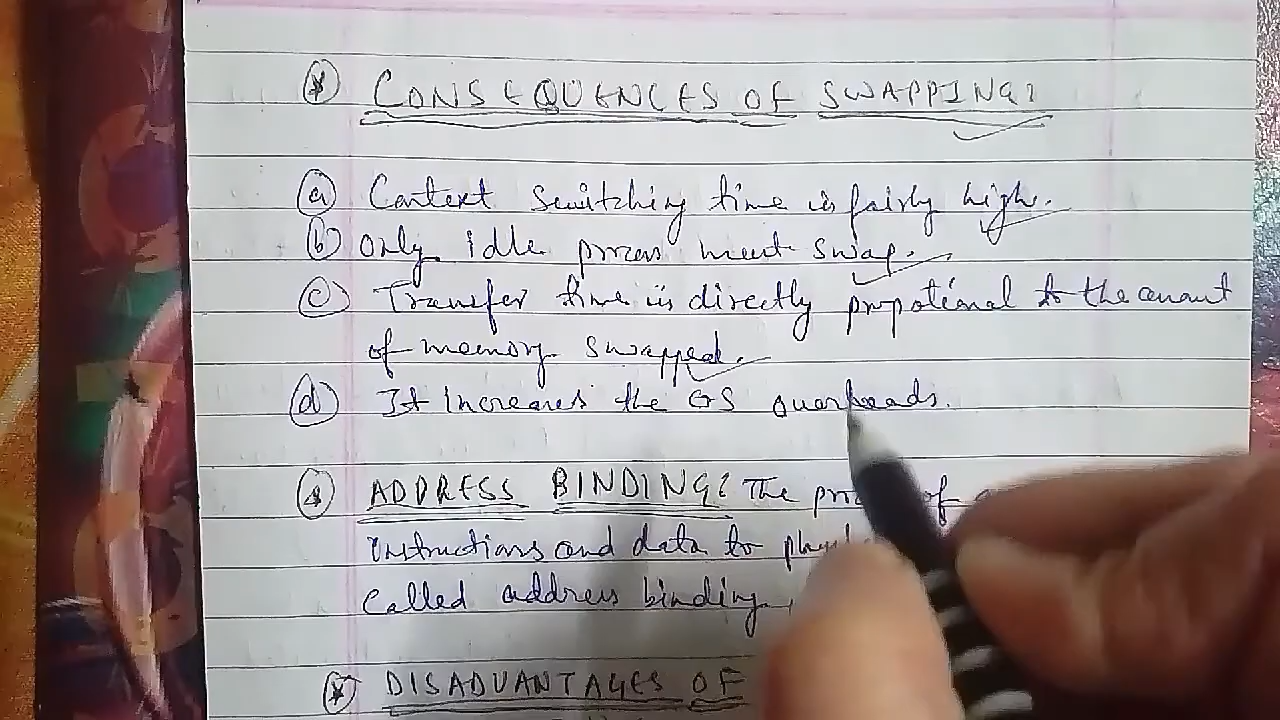 CONSEQUENCES OF SWAPPING:
(a) Context Switching time is fairly high.
(b) Only idle process must swap.
(c) Transfer time is directly propotional to the amount
of memory swapped.
(d) It Increases the OS overheads.
ADDRESS BINDING: The of
instructions and data to
called address binding.
DISADVANTAGES OF